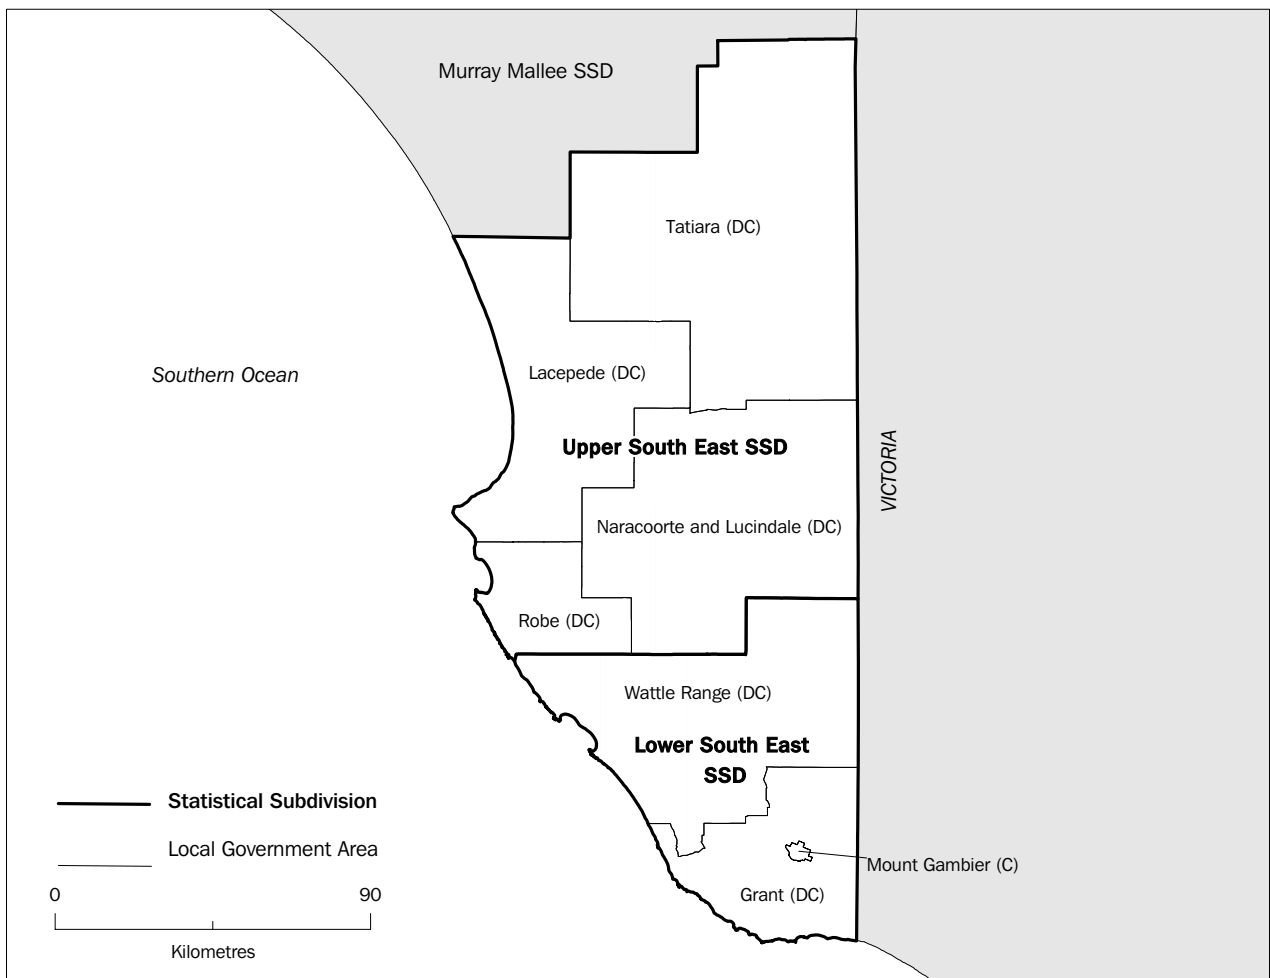 Murray Mallee SSD
Tatiara (DC)
Southern Ocean
Lacepede (DC)
Upper South East SSD
VICTORIA
Naracoorte and Lucindale (DC)
Robe (DC)
Wattle Range (DC)
Lower South East
SSD
Statistical Subdivision
Local Government Area
Mount Gambier (C)
0 90
Grant (DC)
Kilometres